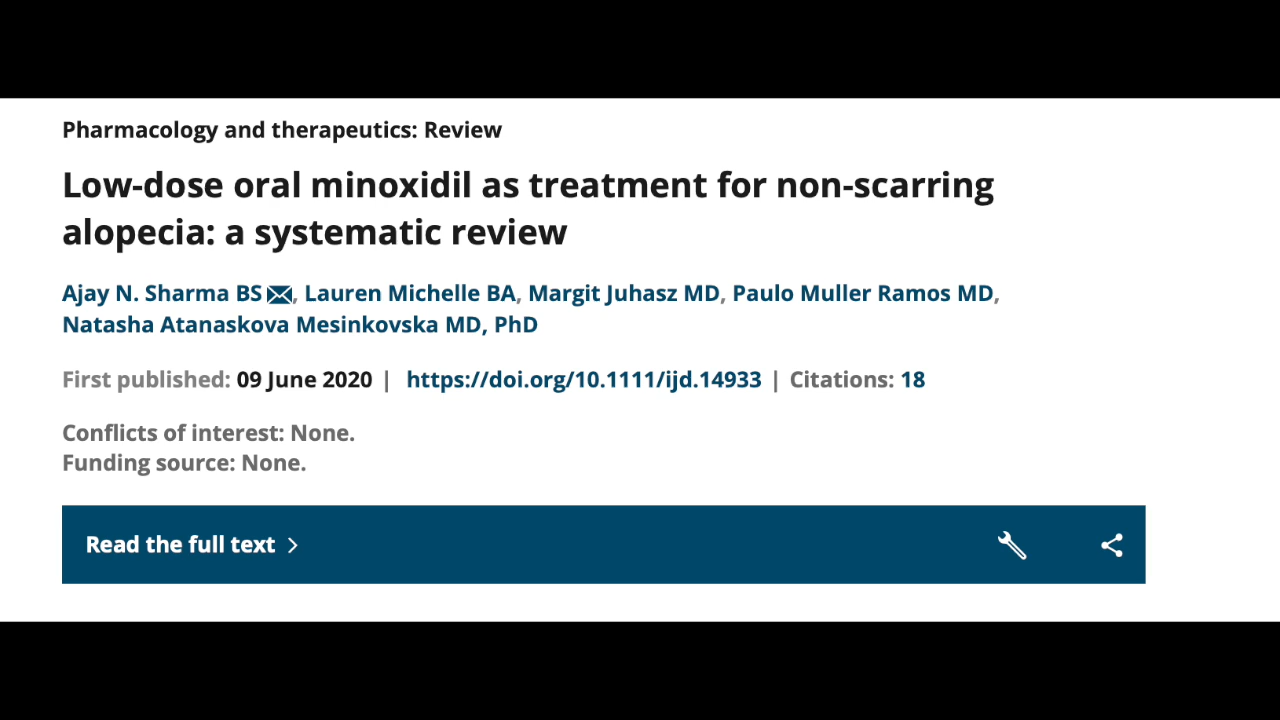 Pharmacology and therapeutics: Review
Low-dose oral minoxidil as treatment for non-scarring
alopecia: a systematic review
Ajay N. Sharma BS, Lauren Michelle BA, Margit Juhasz MD, Paulo Muller Ramos MD,
Natasha Atanaskova Mesinkovska MD, PhD
First published: 09 June 2020 | https://doi.org/10.1111/ijd.14933 | Citations: 18
Conflicts of interest: None.
Funding source: None.
Read the full text >